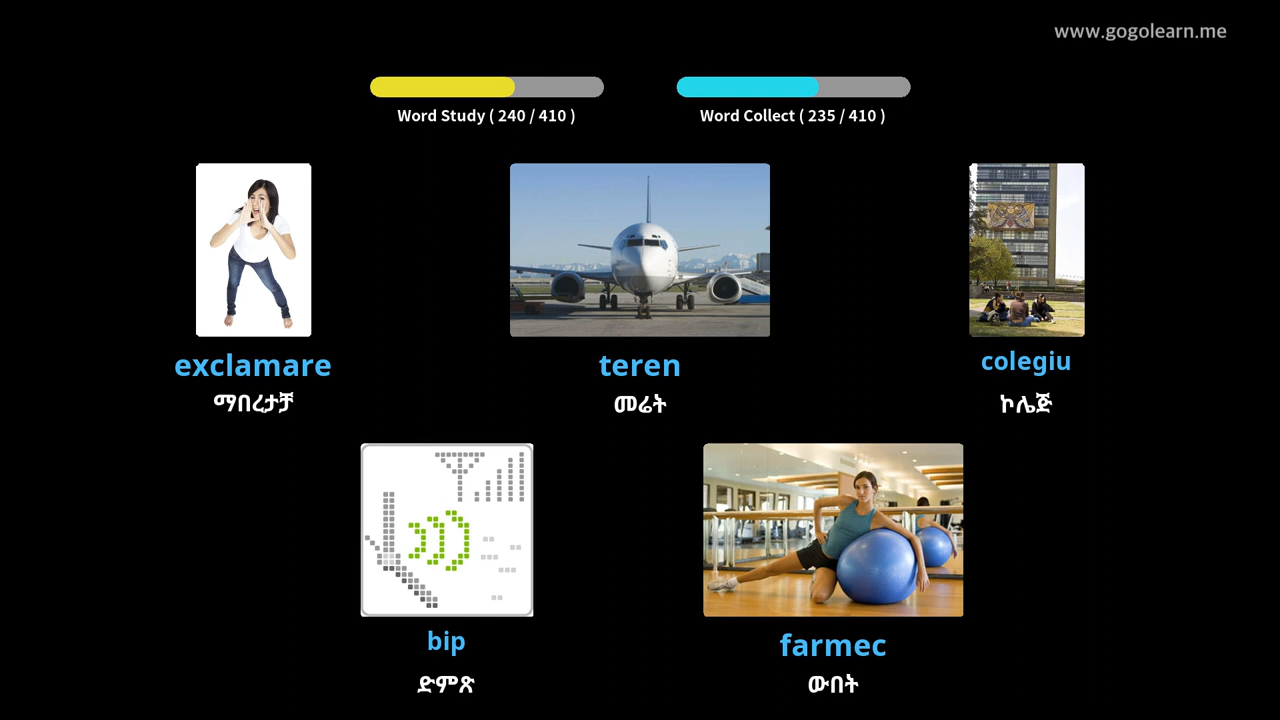 www.gogolearn.me
Word Study ( 240 / 410 )
Word Collect ( 235 / 410 )
exclamare
ማበረታቻ
teren
መሬት
colegiu
ኮሌጅ
bip
ድምጽ
farmec
ውበት